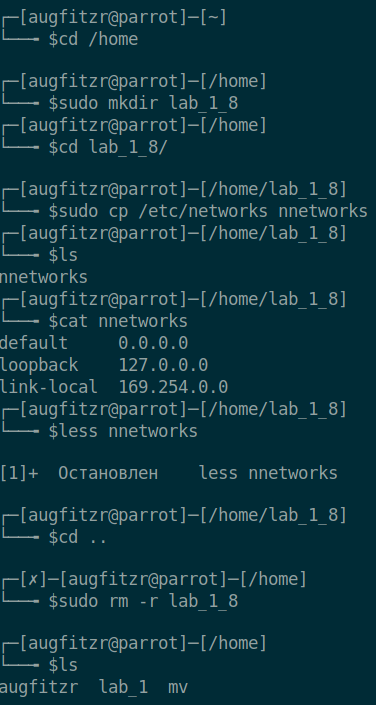 ┌─[augfitzr@parrot]─[~]
└──╼ $cd /home
┌─[augfitzr@parrot]─[/home]
└──╼ $sudo mkdir lab_1_8
┌─[augfitzr@parrot]─[/home]
└──╼ $cd lab_1_8/
┌─[augfitzr@parrot]─[/home/lab_1_8]
└──╼ $sudo cp /etc/networks nnetworks
┌─[augfitzr@parrot]─[/home/lab_1_8]
└──╼ $ls
nnetworks
┌─[augfitzr@parrot]─[/home/lab_1_8]
└──╼ $cat nnetworks
default    0.0.0.0
loopback    127.0.0.0
link-local  169.254.0.0
┌─[augfitzr@parrot]─[/home/lab_1_8]
└──╼ $less nnetworks
[1]+  Остановлен    less nnetworks
┌─[augfitzr@parrot]─[/home/lab_1_8]
└──╼ $cd ..
┌─[✗]─[augfitzr@parrot]─[/home]
└──╼ $sudo rm -r lab_1_8
┌─[augfitzr@parrot]─[/home]
└──╼ $ls
augfitzr  lab_1  mv